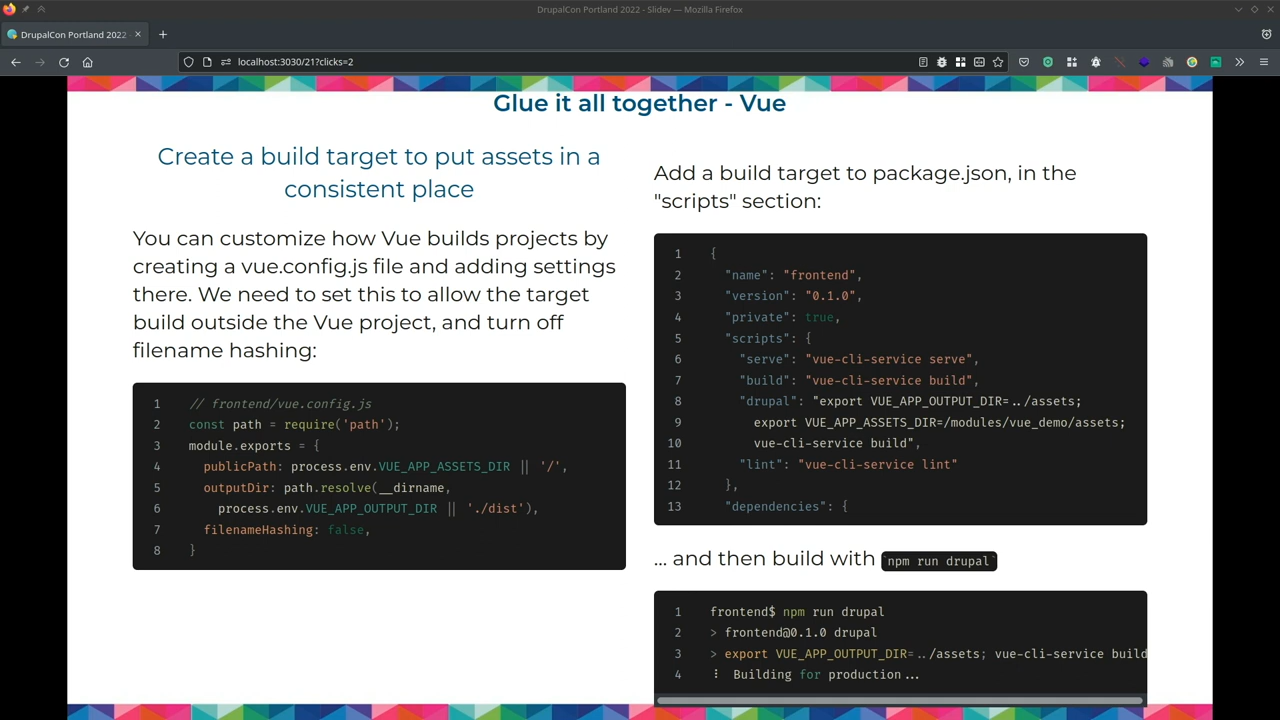 DrupalCon Portland 2022 - Slidev — Mozilla Firefox
DrupalCon Portland 2022
localhost:3030/21?clicks=2
Glue it all together - Vue
Create a build target to put assets in a
consistent place
You can customize how Vue builds projects by
creating a vue.config.js file and adding settings
there. We need to set this to allow the target
build outside the Vue project, and turn off
filename hashing:
1 // frontend/vue.config.js
2 const path = require('path');
3 module.exports = {
4 publicPath: process.env.VUE_APP_ASSETS_DIR || '/',
5 outputDir: path.resolve(__dirname,
6 process.env.VUE_APP_OUTPUT_DIR || './dist'),
7 filenameHashing: false,
8 }
Add a build target to package.json, in the
"scripts" section:
1 {
2 "name": "frontend",
3 "version": "0.1.0",
4 "private": true,
5 "scripts": {
6 "serve": "vue-cli-service serve",
7 "build": "vue-cli-service build",
8 "drupal": "export VUE_APP_OUTPUT_DIR=../assets;
9 export VUE_APP_ASSETS_DIR=/modules/vue_demo/assets;
10 vue-cli-service build",
11 "lint": "vue-cli-service lint"
12 },
13 "dependencies": {
... and then build with `npm run drupal`
1 frontend$ npm run drupal
2 > frontend@0.1.0 drupal
3 > export VUE_APP_OUTPUT_DIR=../assets; vue-cli-service build
4 ⠇ Building for production...